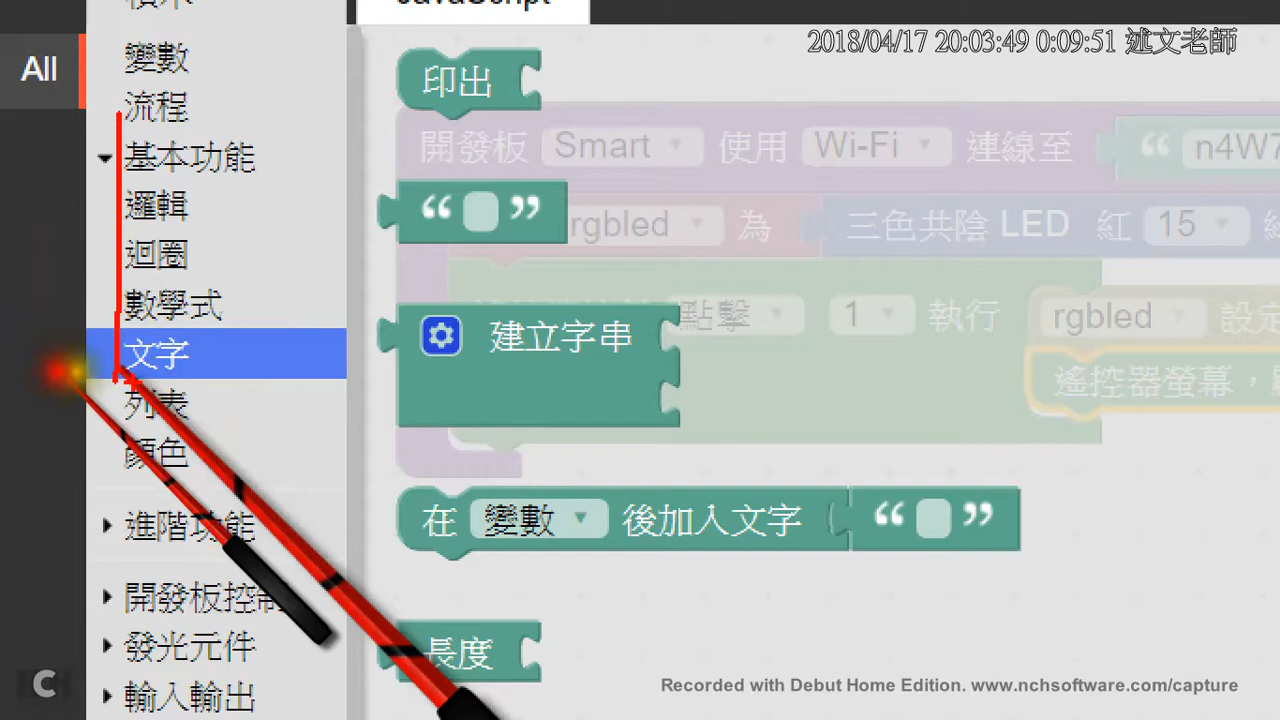 JavaScript
2018/04/17 20:03:49 0:09:51 述文老師
All
積木
變數
流程
基本功能
邏輯
迴圈
數學式
文字
列表
顏色
進階功能
開發板控制
發光元件
輸入輸出
印出
開發板 Smart 使用 Wi-Fi 連線至 “ n4W7
“ ”
rgbled 為 三色共陰 LED 紅 15
建立字串
點擊 1 執行 rgbled 設定
遙控器螢幕，
在 變數 後加入文字 “ ”
長度
C
Recorded with Debut Home Edition. www.nchsoftware.com/capture